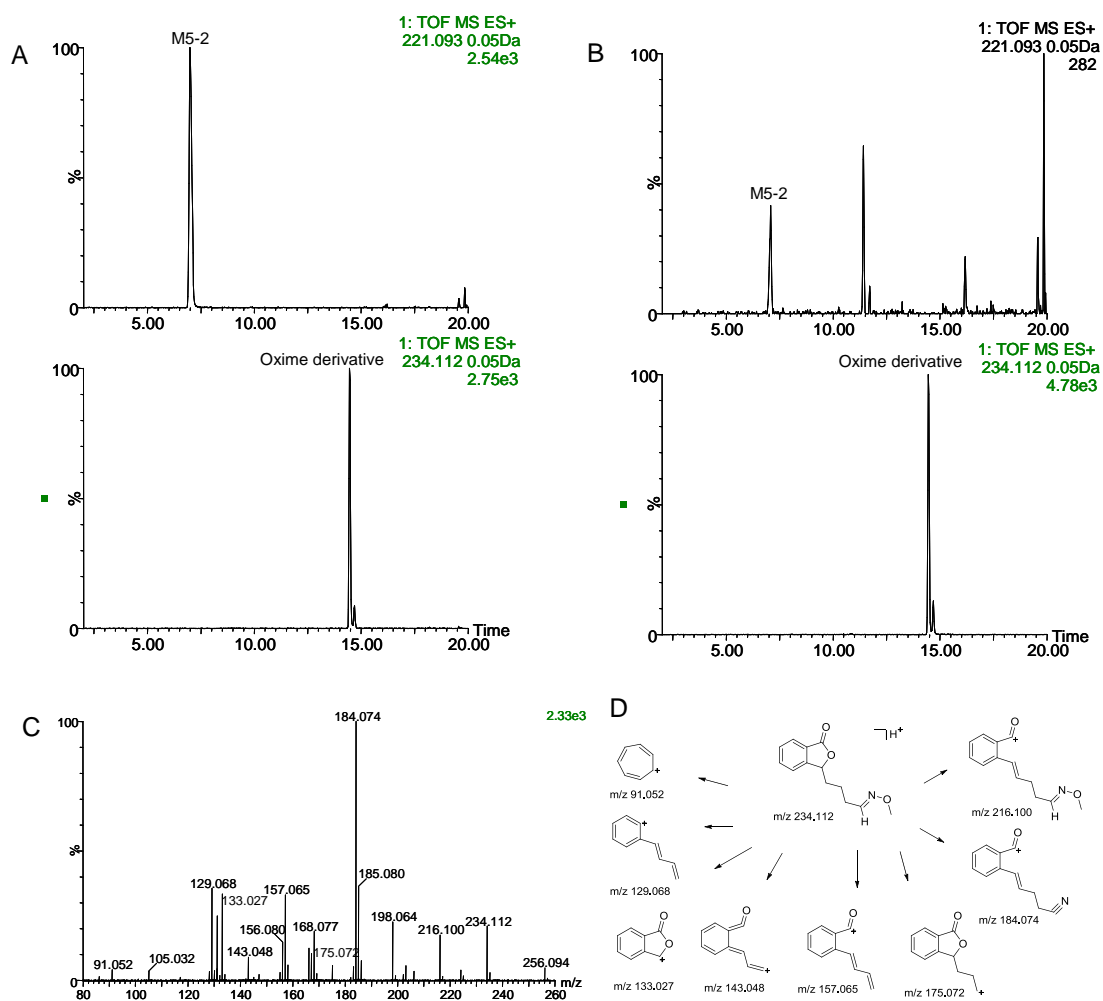 A
1: TOF MS ES+
221.093 0.05Da
2.54e3
M5-2
100
%
0
5.00 10.00 15.00 20.00
1: TOF MS ES+
234.112 0.05Da
2.75e3
Oxime derivative
100
%
0
Time
5.00 10.00 15.00 20.00
B
1: TOF MS ES+
221.093 0.05Da
282
M5-2
100
%
0
5.00 10.00 15.00 20.00
1: TOF MS ES+
234.112 0.05Da
4.78e3
Oxime derivative
100
%
0
Time
5.00 10.00 15.00 20.00
C
2.33e3
100
%
0
184.074
185.080
129.068
133.027
157.065
156.080
168.077
175.072
198.064
216.100
234.112
143.048
91.052
105.032
256.094
80 100 120 140 160 180 200 220 240 260
m/z
D
H+
O
O
N
O
H
m/z 234.112
+
m/z 91.052
O
+
N
O
H
m/z 216.100
+
m/z 129.068
O
+
N
m/z 184.074
O
O
+
m/z 133.027
O
+
m/z 143.048
O
+
m/z 157.065
O
O
+
m/z 175.072